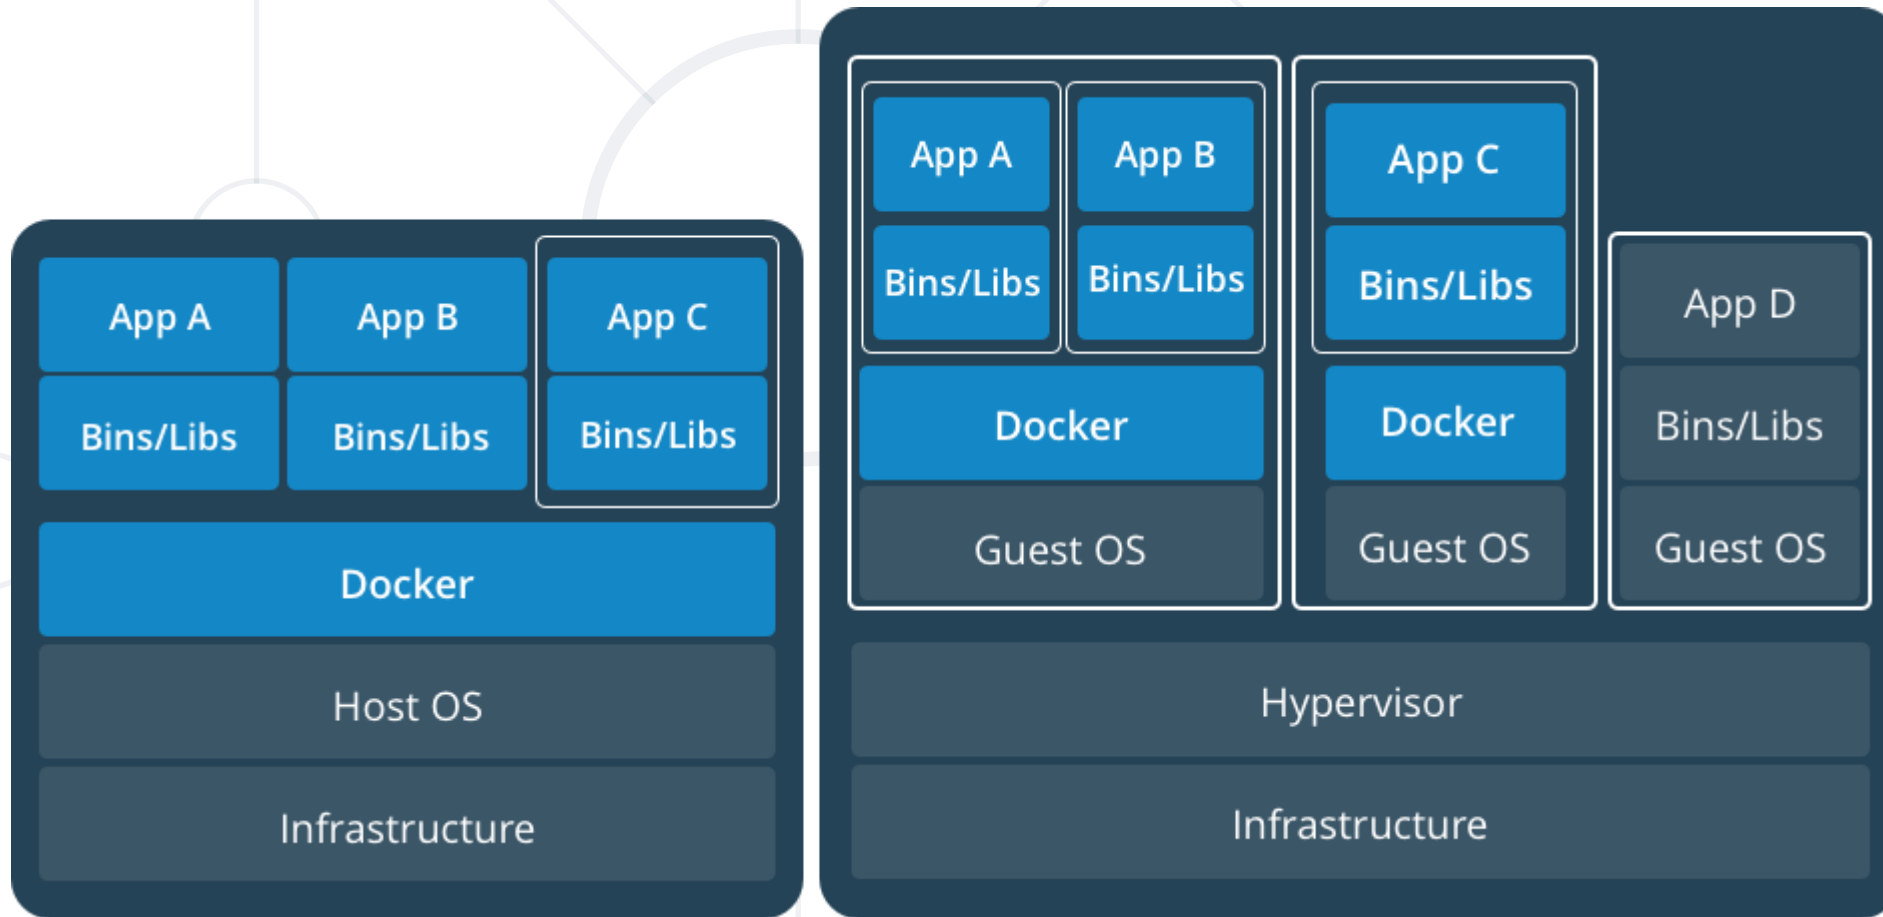 App A
App B
App C
Bins/Libs
Bins/Libs
Bins/Libs
Docker
Host OS
Infrastructure
App A
App B
App C
Bins/Libs
Bins/Libs
Bins/Libs
App D
Docker
Docker
Bins/Libs
Guest OS
Guest OS
Guest OS
Hypervisor
Infrastructure